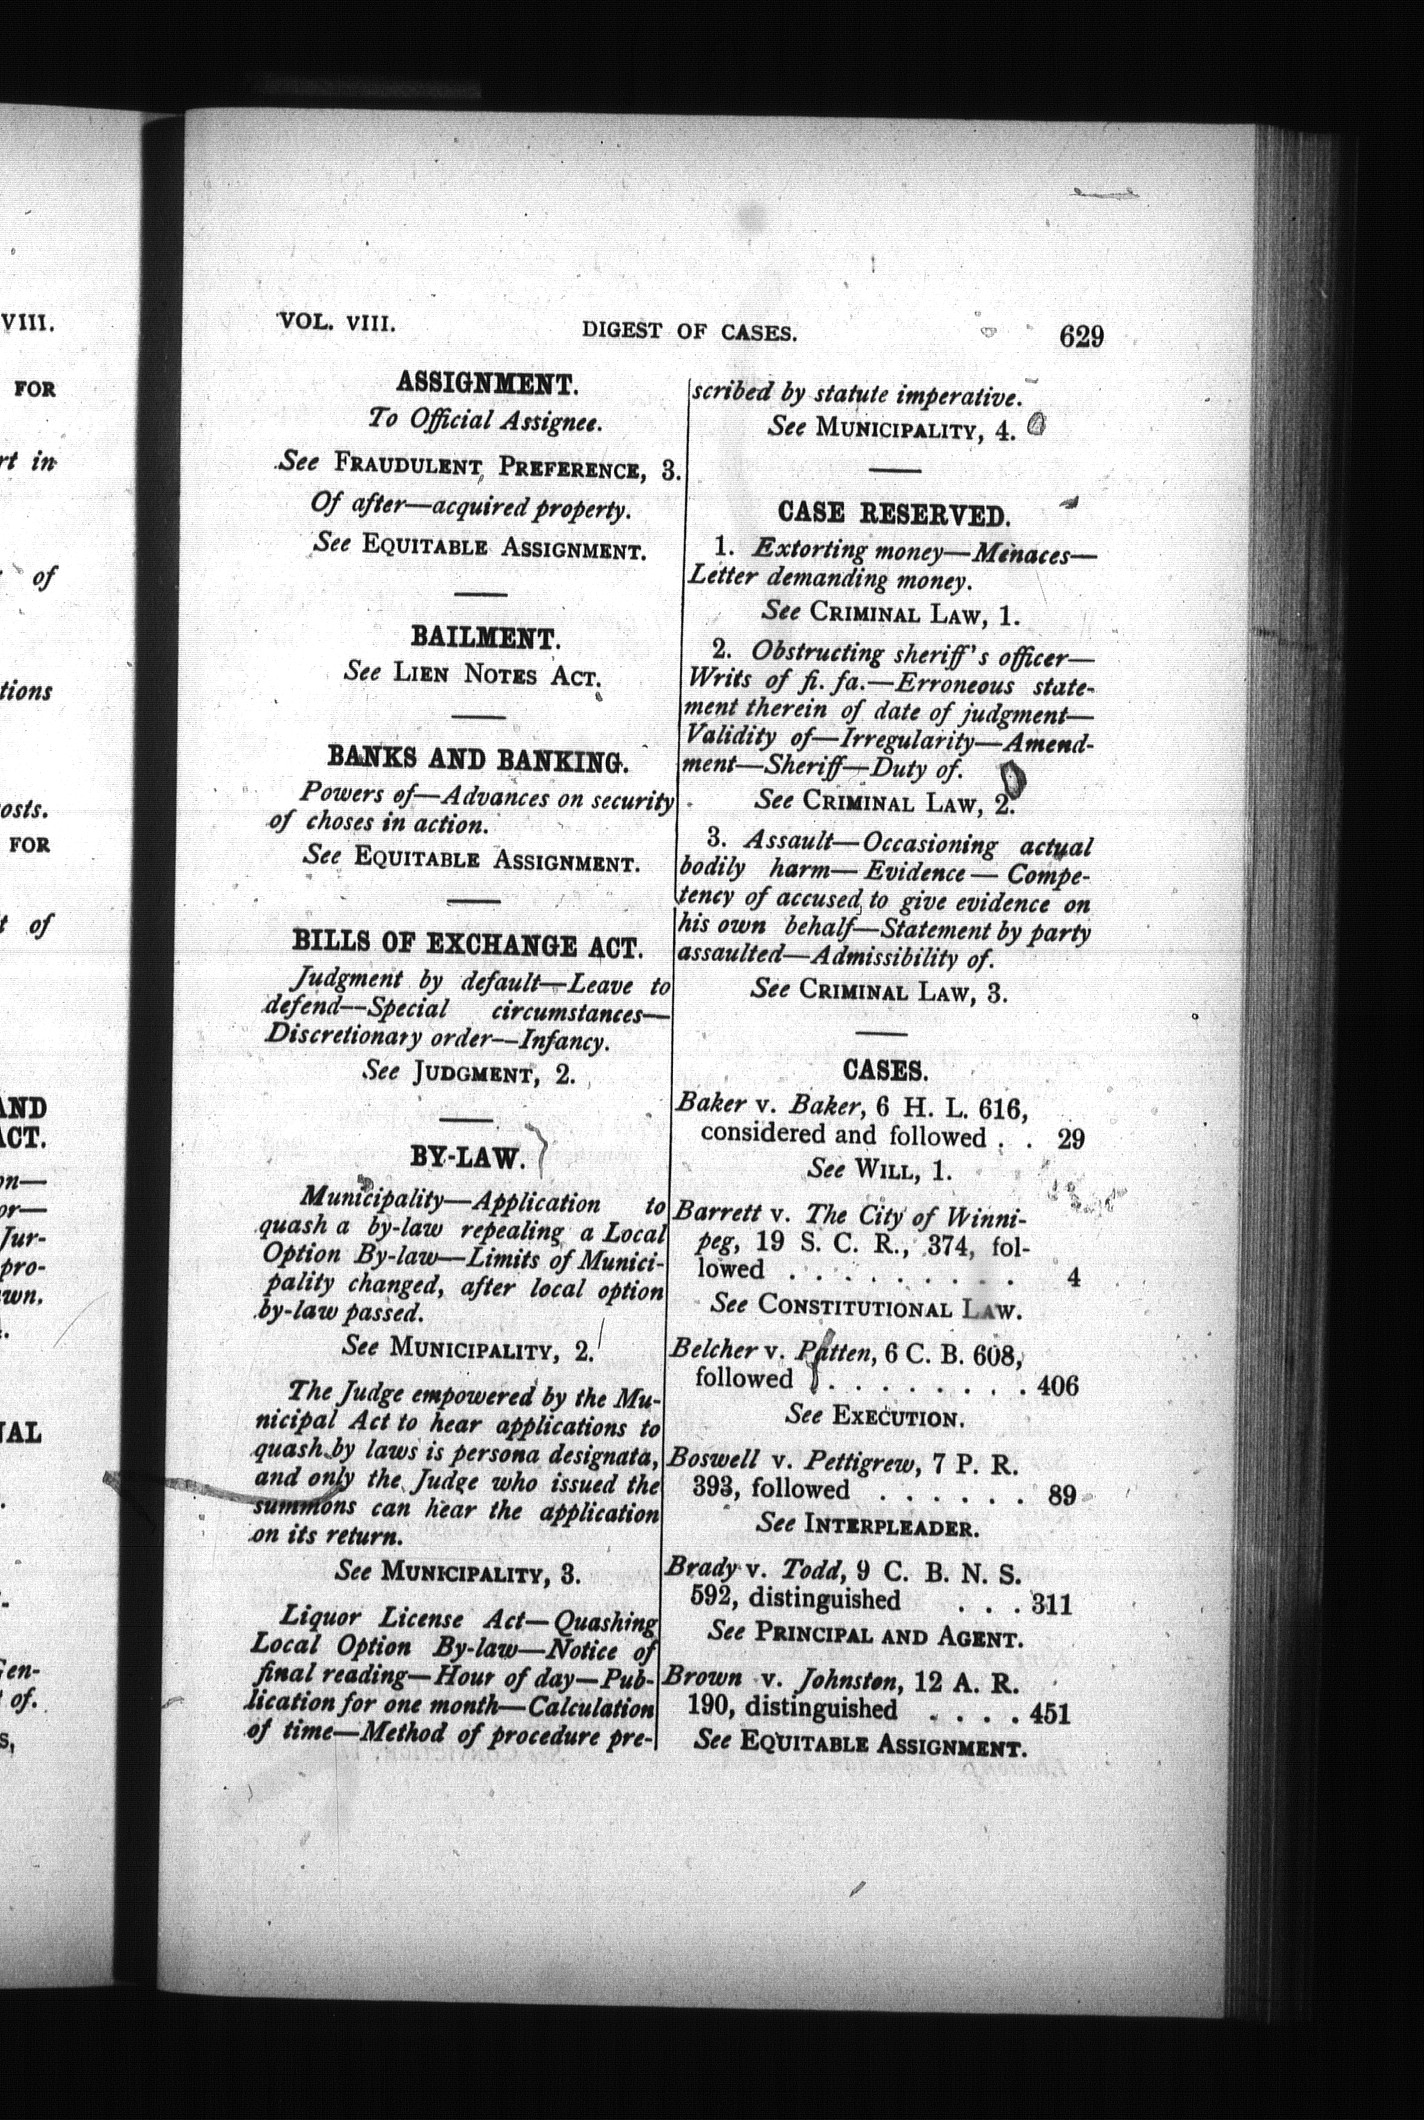 VIII.
FOR
rt in
of
tions
osts.
FOR
t of
AND
ACT.
on—
or—
Jur-
pro-
wn.
of.
VOL. VIII.
DIGEST OF CASES.
629
ASSIGNMENT.
To Official Assignee.
See FRAUDULENT PREFERENCE, 3.
Of after—acquired property.
See EQUITABLE ASSIGNMENT.
BAILMENT.
See LIEN NOTES ACT.
BANKS AND BANKING.
Powers of—Advances on security
of choses in action.
See EQUITABLE ASSIGNMENT.
BILLS OF EXCHANGE ACT.
Judgment by default—Leave to
defend—Special circumstances—
Discretionary order—Infancy.
See JUDGMENT, 2.
BY-LAW.
Municipality—Application to
quash a by-law repealing a Local
Option By-law—Limits of Munici-
pality changed, after local option
by-law passed.
See MUNICIPALITY, 2.
The Judge empowered by the Mu-
nicipal Act to hear applications to
quash by laws is persona designata,
and only the Judge who issued the
summons can hear the application
on its return.
See MUNICIPALITY, 3.
Liquor License Act—Quashing
Local Option By-law—Notice of
final reading—Hour of day—Pub-
lication for one month—Calculation
of time—Method of procedure pre-
scribed by statute imperative.
See MUNICIPALITY, 4.
CASE RESERVED.
1. Extorting money—Menaces—
Letter demanding money.
See CRIMINAL LAW, 1.
2. Obstructing sheriff's officer—
Writs of fi. fa.—Erroneous state-
ment therein of date of judgment—
Validity of—Irregularity—Amend-
ment—Sheriff—Duty of.
See CRIMINAL LAW, 2.
3. Assault—Occasioning actual
bodily harm—Evidence—Compe-
tency of accused to give evidence on
his own behalf—Statement by party
assaulted—Admissibility of.
See CRIMINAL LAW, 3.
CASES.
Baker v. Baker, 6 H. L. 616,
considered and followed . . 29
See WILL, 1.
Barrett v. The City of Winni-
peg, 19 S. C. R., 374, fol-
lowed . . . . . . . . . 4
See CONSTITUTIONAL LAW.
Belcher v. Patten, 6 C. B. 608,
followed . . . . . . . . 406
See EXECUTION.
Boswell v. Pettigrew, 7 P. R.
393, followed . . . . . . 89
See INTERPLEADER.
Brady v. Todd, 9 C. B. N. S.
592, distinguished . . . 311
See PRINCIPAL AND AGENT.
Brown v. Johnston, 12 A. R.
190, distinguished . . . . 451
See EQUITABLE ASSIGNMENT.